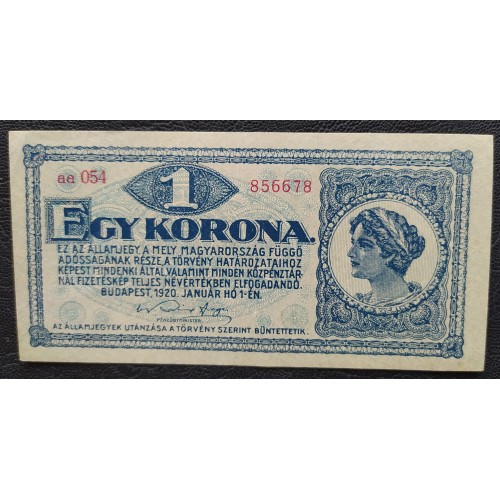 aa 054
1
856678
EGY KORONA.
EZ AZ ÁLLAMJEGY A MELY MAGYARORSZÁG FÜGGŐ
ADÓSSÁGÁNAK RÉSZE, A TÖRVÉNY HATÁROZATAIHOZ
KÉPEST MINDENKI ÁLTAL, VALAMINT MINDEN KÖZPÉNZTÁR-
NÁL FIZETÉSKÉP TELJES NÉVÉRTÉKBEN ELFOGADANDÓ.
BUDAPEST, 1920. JANUÁR HÓ 1-ÉN.
PÉNZÜGYMINISTER.
AZ ÁLLAMJEGYEK UTÁNZÁSA A TÖRVÉNY SZERINT BÜNTETTETIK.